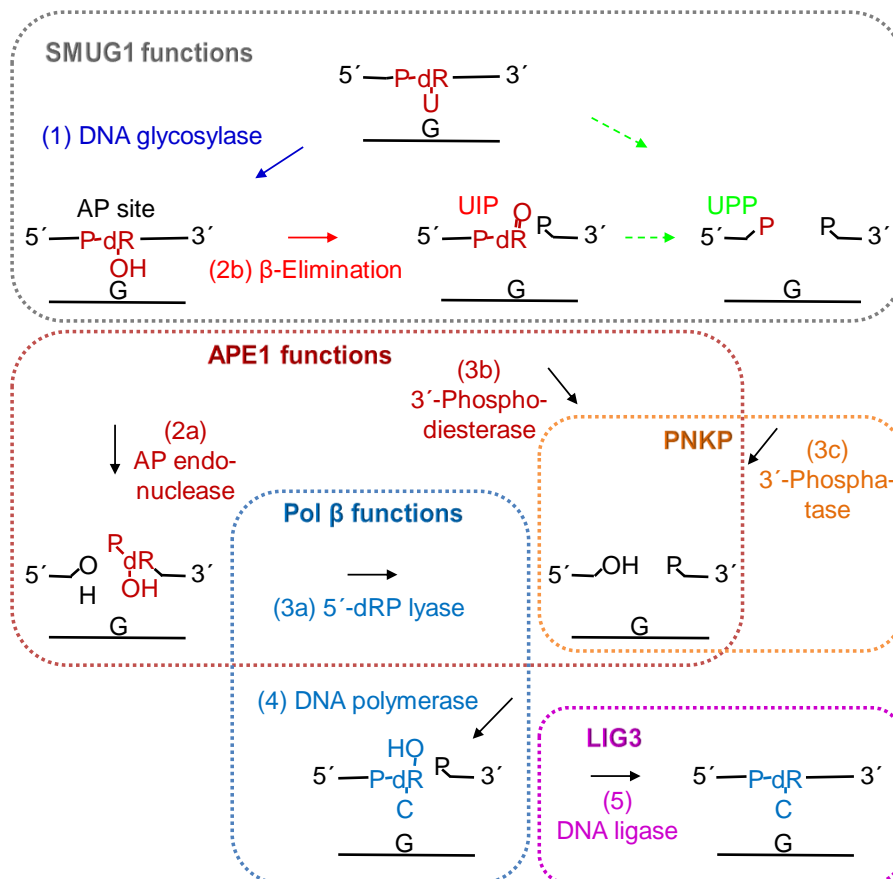 SMUG1 functions
5´ P dR 3´
U
G
(1) DNA glycosylase
AP site
5´ P dR 3´
OH
G
(2b) β-Elimination
UIP
O
5´ P dR P 3´
G
UPP
5´ P P 3´
G
APE1 functions
(3b)
3´-Phospho-
diesterase
(2a)
AP endo-
nuclease
PNKP
(3c)
3´-Phospha-
tase
Pol β functions
5´ O
H
P
dR 3´
OH
G
(3a) 5´-dRP lyase
5´ OH P 3´
G
(4) DNA polymerase
HO
5´ P dR P 3´
C
G
LIG3
(5)
DNA ligase
5´ P dR 3´
C
G